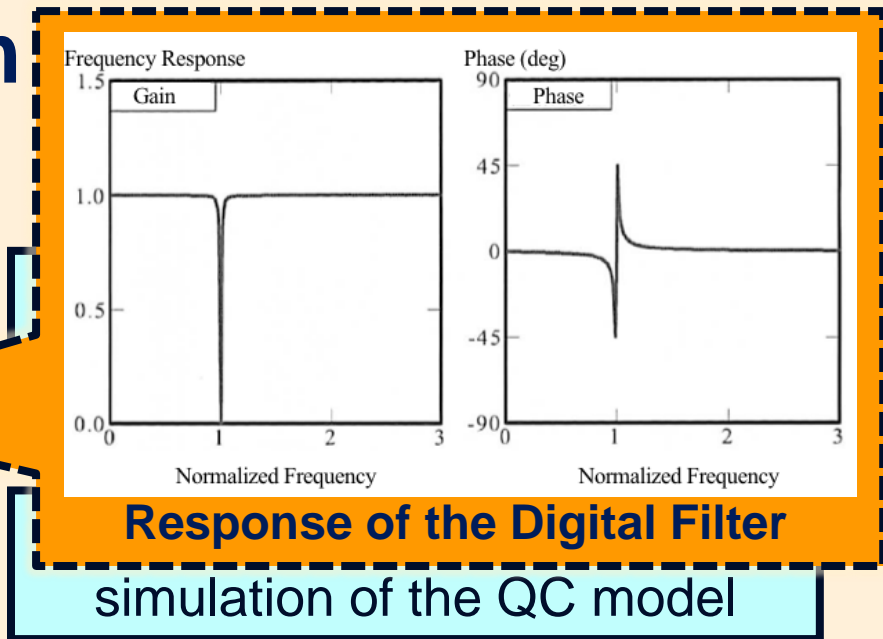 n
Frequency Response
1.5
Gain
1.0
0.5
0.0
0
1
2
3
Normalized Frequency
Phase (deg)
90
Phase
45
0
-45
-90
0
1
2
3
Normalized Frequency
Response of the Digital Filter
simulation of the QC model